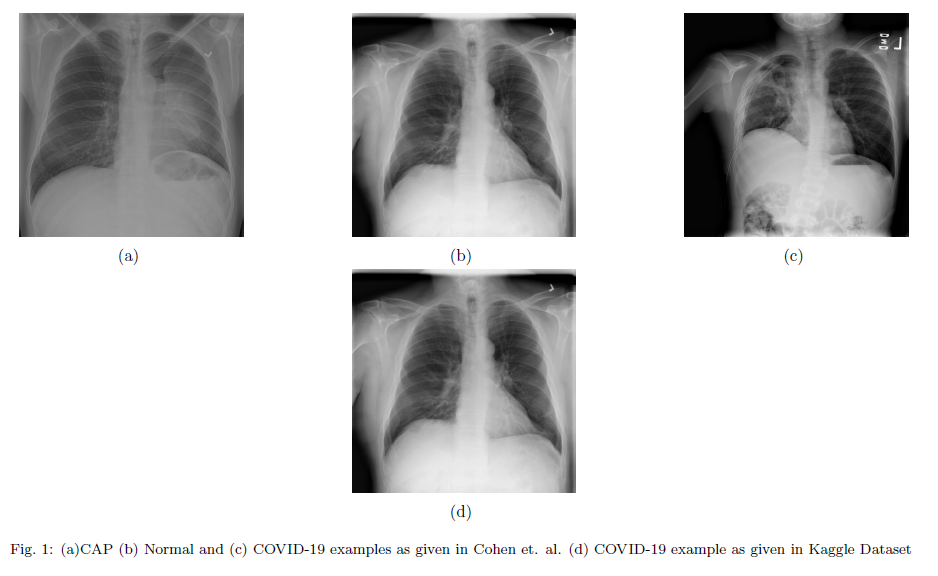 (a)
(b)
(c)
(d)
Fig. 1: (a)CAP (b) Normal and (c) COVID-19 examples as given in Cohen et. al. (d) COVID-19 example as given in Kaggle Dataset